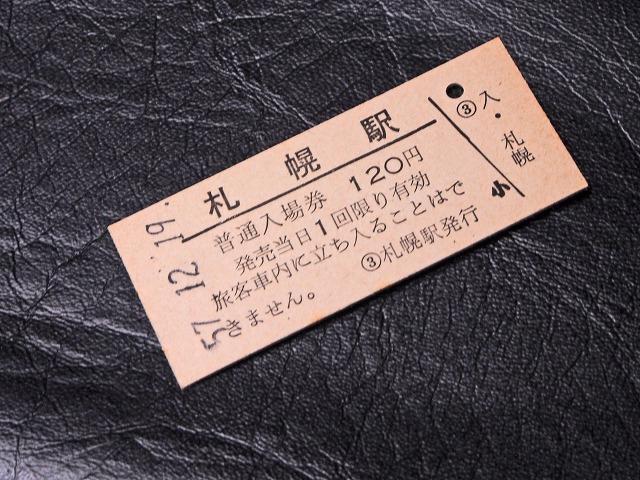 札幌駅
普通入場券 120円
発売当日1回限り有効
旅客車内に立ち入ることはで
きません。
③札幌駅発行
57.12.19.
③入・札幌
小